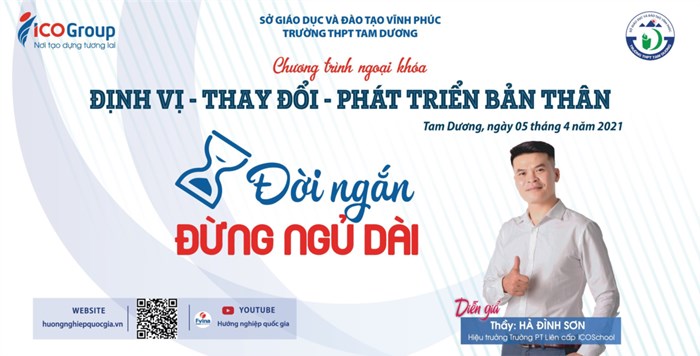 iCOGroup
Nơi tạo dựng tương lai
SỞ GIÁO DỤC VÀ ĐÀO TẠO VĨNH PHÚC
TRƯỜNG THPT TAM DƯƠNG
Chương trình ngoại khóa
ĐỊNH VỊ - THAY ĐỔI - PHÁT TRIỂN BẢN THÂN
Tam Dương, ngày 05 tháng 4 năm 2021
Đời ngắn
ĐỪNG NGỦ DÀI
Diễn giả
Thầy: HÀ ĐÌNH SƠN
Hiệu trưởng Trường PT Liên cấp ICOSchool
WEBSITE
huongnghiepquocgia.vn
YOUTUBE
Hướng nghiệp quốc gia